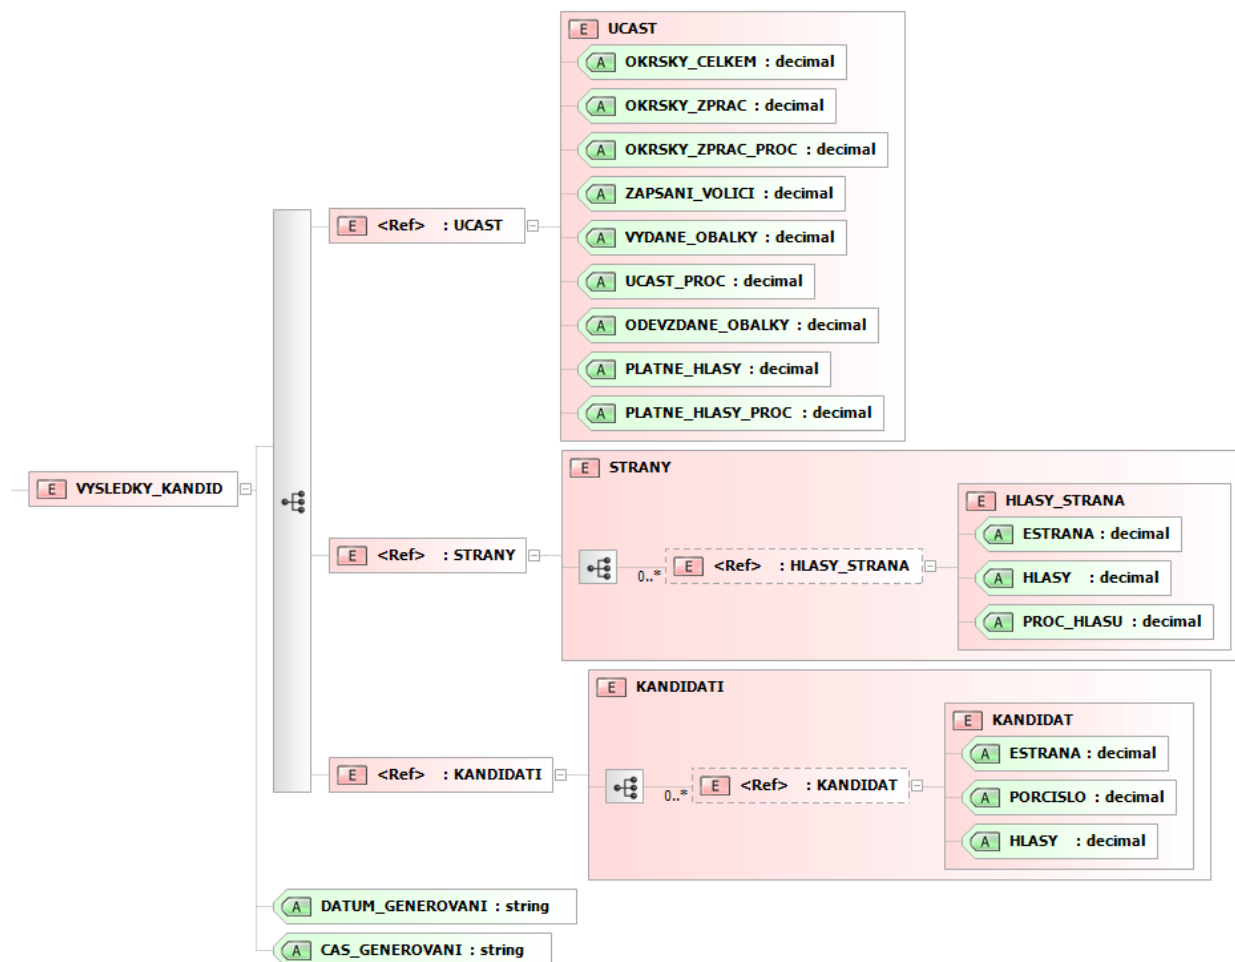 E UCAST
A OKRSKY_CELKEM : decimal
A OKRSKY_ZPRAC : decimal
A OKRSKY_ZPRAC_PROC : decimal
A ZAPSANI_VOLICI : decimal
E <Ref> : UCAST
A VYDANE_OBALKY : decimal
A UCAST_PROC : decimal
A ODEVZDANE_OBALKY : decimal
A PLATNE_HLASY : decimal
A PLATNE_HLASY_PROC : decimal
E VYSLEDKY_KANDID
E STRANY
E <Ref> : STRANY
0..* E <Ref> : HLASY_STRANA
E HLASY_STRANA
A ESTRANA : decimal
A HLASY : decimal
A PROC_HLASU : decimal
E KANDIDATI
E <Ref> : KANDIDATI
0..* E <Ref> : KANDIDAT
E KANDIDAT
A ESTRANA : decimal
A PORCISLO : decimal
A HLASY : decimal
A DATUM_GENEROVANI : string
A CAS_GENEROVANI : string